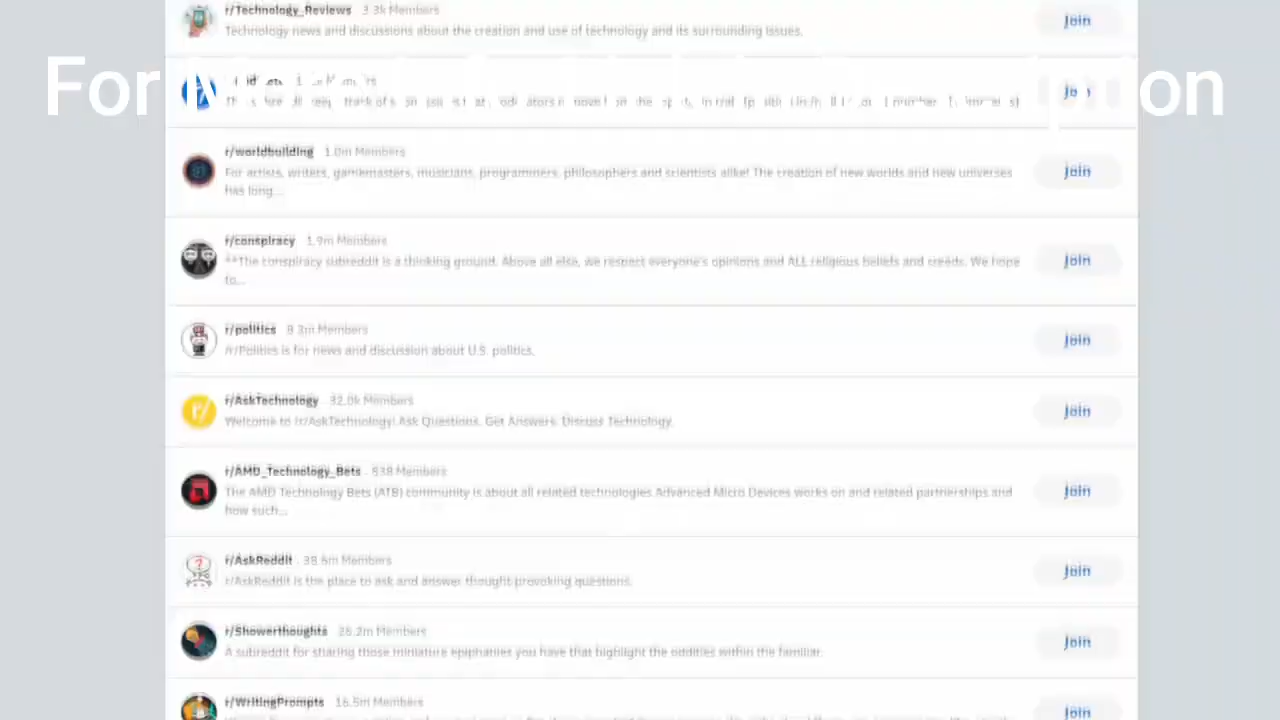 r/Technology_Reviews 3.3k Members
Technology news and discussions about the creation and use of technology and its surrounding issues.
Join
For
on
Join
r/worldbuilding 1.0m Members
For artists, writers, gamemasters, musicians, programmers, philosophers and scientists alike! The creation of new worlds and new universes
has long...
Join
r/conspiracy 1.9m Members
**The conspiracy subreddit is a thinking ground. Above all else, we respect everyone's opinions and ALL religious beliefs and creeds. We hope
to...
Join
r/politics 8.3m Members
/r/Politics is for news and discussion about U.S. politics.
Join
r/AskTechnology 32.0k Members
Welcome to /r/AskTechnology! Ask Questions. Get Answers. Discuss Technology.
Join
r/AMD_Technology_Bets 838 Members
The AMD Technology Bets (ATB) community is about all related technologies Advanced Micro Devices works on and related partnerships and
how such...
Join
r/AskReddit 38.6m Members
r/AskReddit is the place to ask and answer thought-provoking questions.
Join
r/Showerthoughts 26.2m Members
A subreddit for sharing those miniature epiphanies you have that highlight the oddities within the familiar.
Join
r/WritingPrompts 16.5m Members
Join